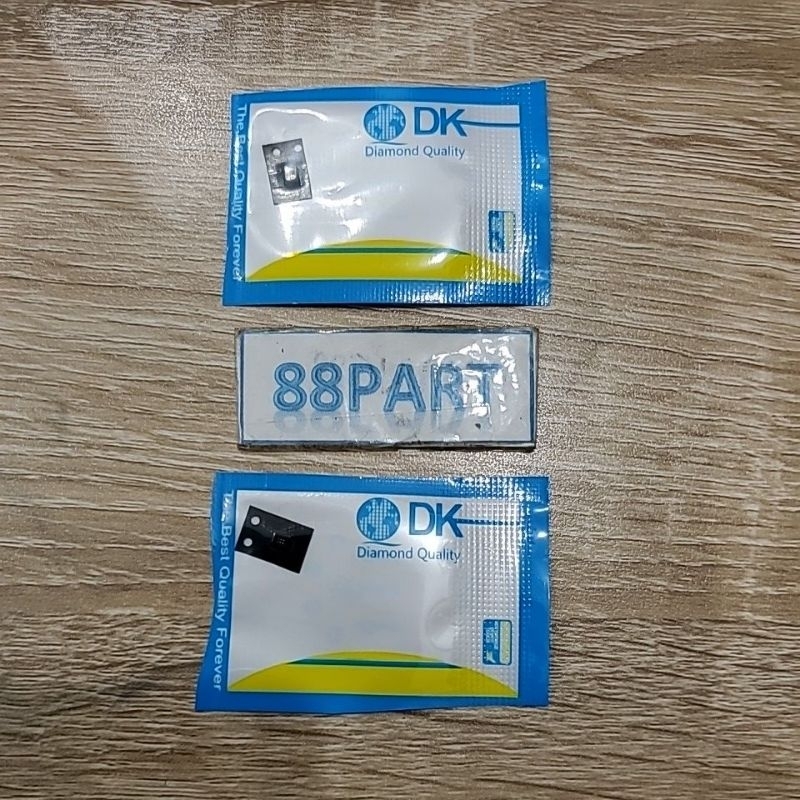 DK
Diamond Quality
The Best Quality Forever
88PART
DK
Diamond Quality
The Best Quality Forever